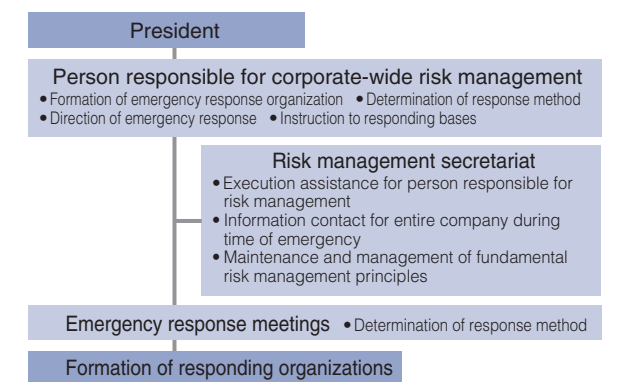 President
Person responsible for corporate-wide risk management
• Formation of emergency response organization • Determination of response method
• Direction of emergency response • Instruction to responding bases
Risk management secretariat
• Execution assistance for person responsible for
risk management
• Information contact for entire company during
time of emergency
• Maintenance and management of fundamental
risk management principles
Emergency response meetings • Determination of response method
Formation of responding organizations